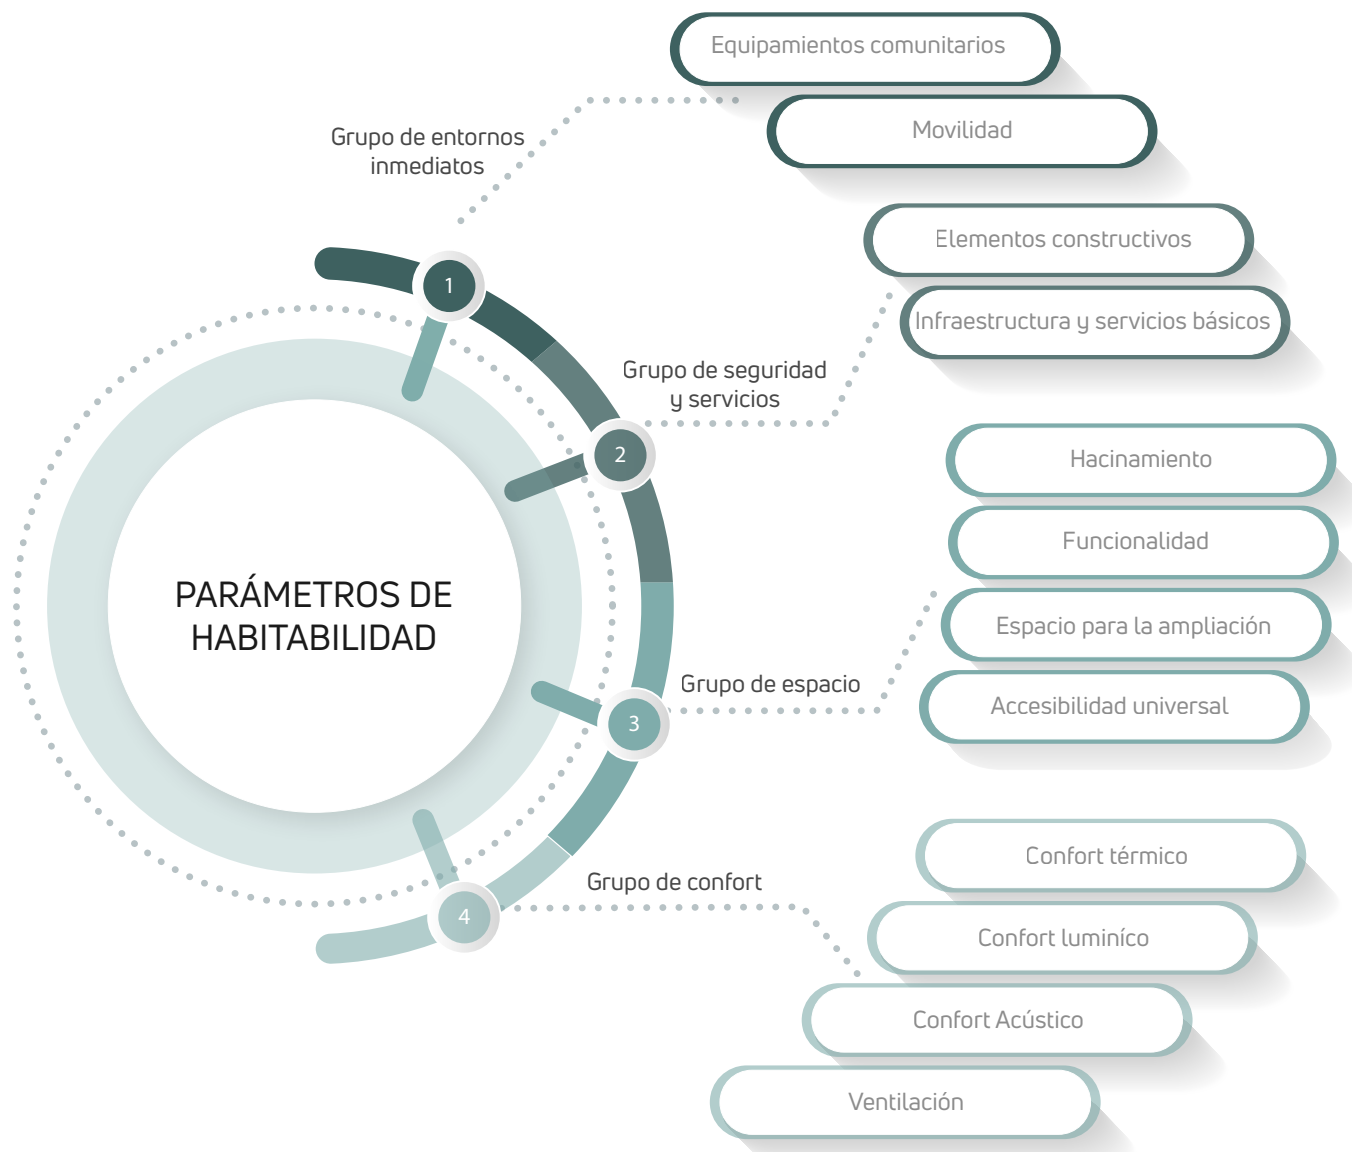 PARÁMETROS DE
HABITABILIDAD
1
Grupo de entornos
inmediatos
Equipamientos comunitarios
Movilidad
2
Grupo de seguridad
y servicios
Elementos constructivos
Infraestructura y servicios básicos
3
Grupo de espacio
Hacinamiento
Funcionalidad
Espacio para la ampliación
Accesibilidad universal
4
Grupo de confort
Confort térmico
Confort luminíco
Confort Acústico
Ventilación